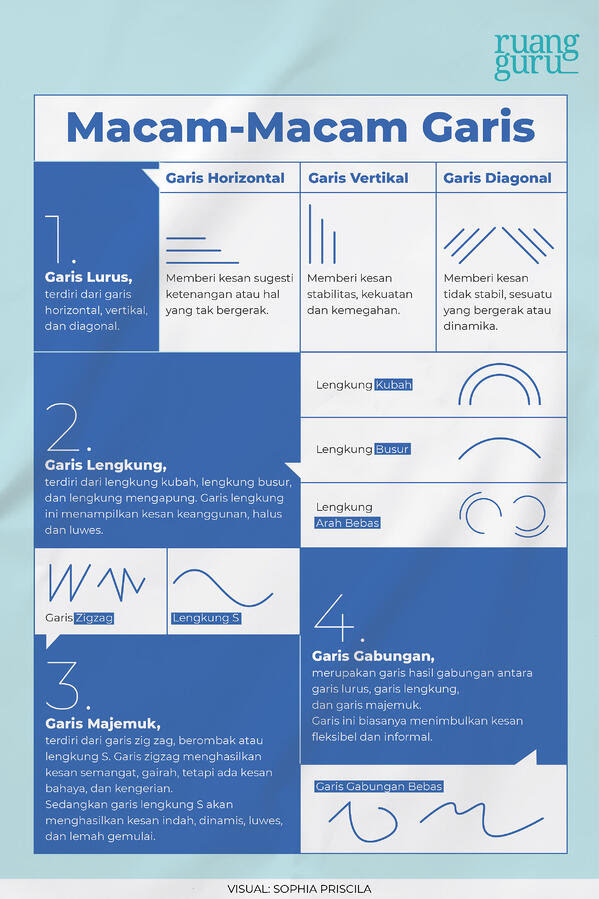 ruang
guru
Macam-Macam Garis
1.
Garis Lurus,
terdiri dari garis
horizontal, vertikal,
dan diagonal.
Garis Horizontal
Memberi kesan sugesti
ketenangan atau hal
yang tak bergerak.
Garis Vertikal
Memberi kesan
stabilitas, kekuatan
dan kemegahan.
Garis Diagonal
Memberi kesan
tidak stabil, sesuatu
yang bergerak atau
dinamika.
2.
Garis Lengkung,
terdiri dari lengkung kubah, lengkung busur,
dan lengkung mengapung. Garis lengkung
ini menampilkan kesan keanggunan, halus
dan luwes.
Lengkung Kubah
Lengkung Busur
Lengkung
Arah Bebas
Garis Zigzag
Lengkung S
3.
Garis Majemuk,
terdiri dari garis zig zag, berombak atau
lengkung S. Garis zigzag menghasilkan
kesan semangat, gairah, tetapi ada kesan
bahaya, dan kengerian.
Sedangkan garis lengkung S akan
menghasilkan kesan indah, dinamis, luwes,
dan lemah gemulai.
4.
Garis Gabungan,
merupakan garis hasil gabungan antara
garis lurus, garis lengkung,
dan garis majemuk.
Garis ini biasanya menimbulkan kesan
fleksibel dan informal.
Garis Gabungan Bebas
VISUAL: SOPHIA PRISCILA